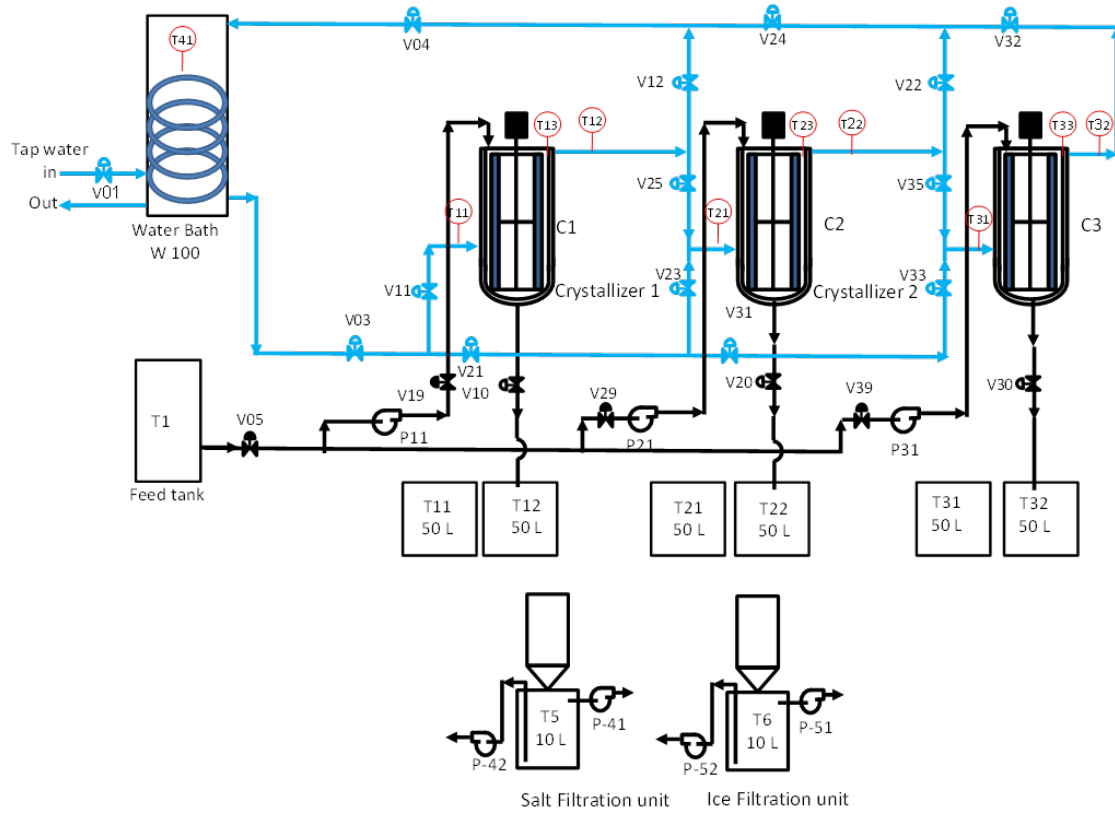 V04
V24
V32
T41
V12
V22
T13
T12
T23
T22
T33
T32
Tap water
in
V01
Out
V25
V35
T11
T21
T31
C1
C2
C3
Water Bath
W 100
V11
V23
V33
Crystallizer 1
Crystallizer 2
V31
V03
V21
V19
V10
V20
V30
T1
V05
V29
V39
P11
P21
P31
Feed tank
T11
50 L
T12
50 L
T21
50 L
T22
50 L
T31
50 L
T32
50 L
T5
10 L
P-41
P-42
T6
10 L
P-51
P-52
Salt Filtration unit
Ice Filtration unit